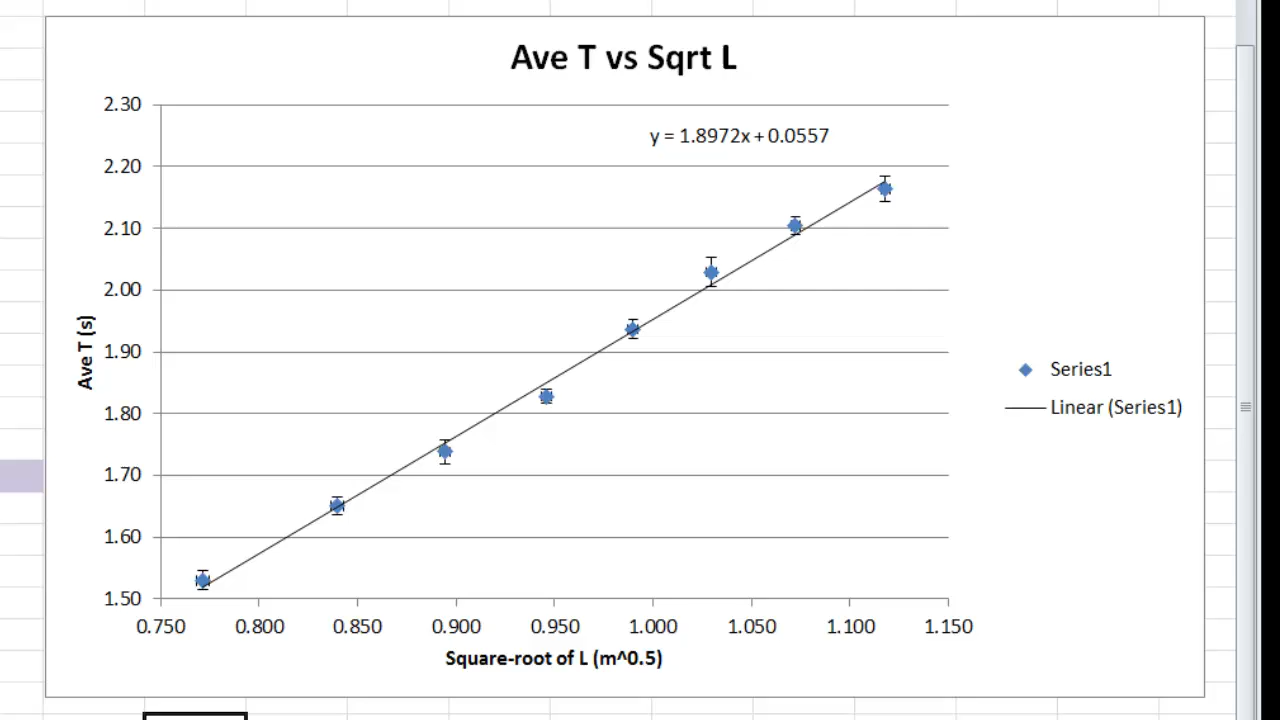 Ave T vs Sqrt L
y = 1.8972x + 0.0557
2.30
2.20
2.10
2.00
1.90
1.80
1.70
1.60
1.50
Ave T (s)
0.750 0.800 0.850 0.900 0.950 1.000 1.050 1.100 1.150
Square-root of L (m^0.5)
Series1
Linear (Series1)